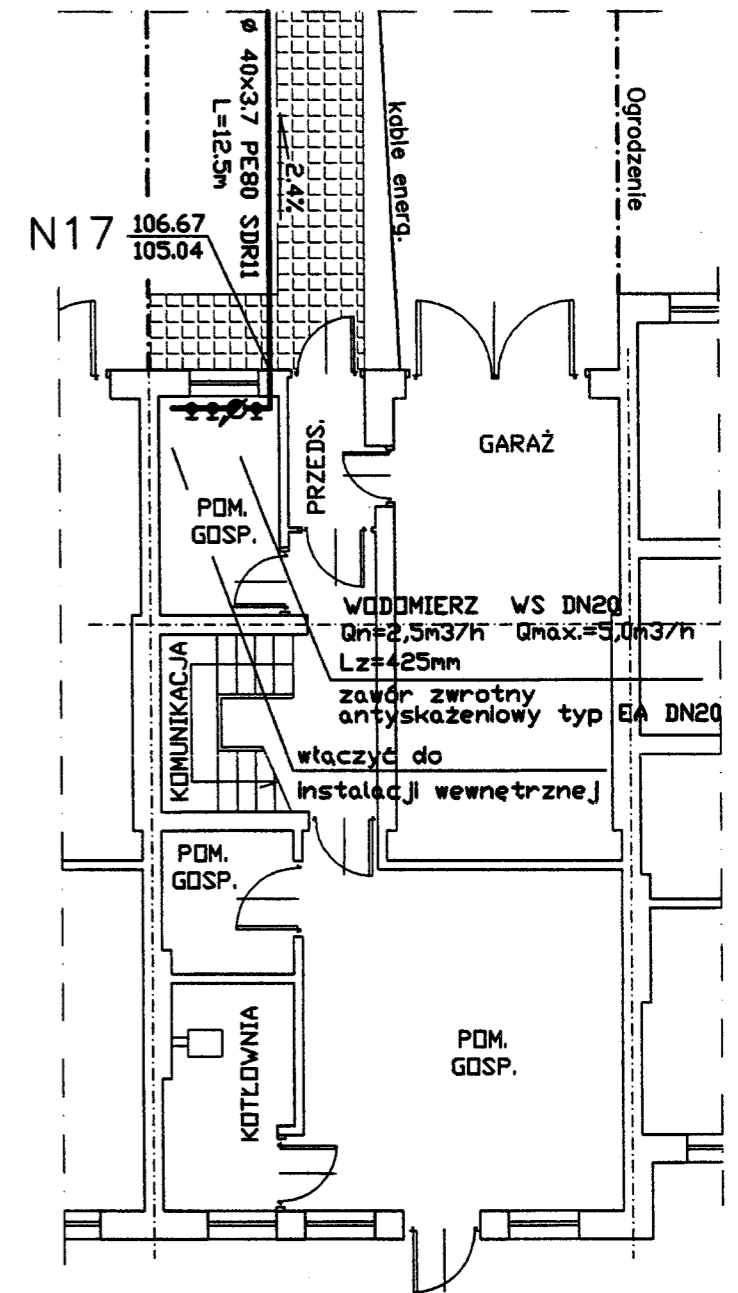 ø 40x3.7 PE80 SDR11
L=12.5m
2.4%
kable energ.
Ogrodzenie
N17
106.67
105.04
PRZEDS.
GARAŻ
POM.
GOSP.
WODOMIERZ WS DN20
Qn=2,5m3/h Qmax.=5,0m3/h
Lz=425mm
zawór zwrotny
antyskażeniowy typ EA DN20
KOMUNIKACJA
włączyć do
instalacji wewnętrznej
POM.
GOSP.
KOTŁOWNIA
POM.
GOSP.